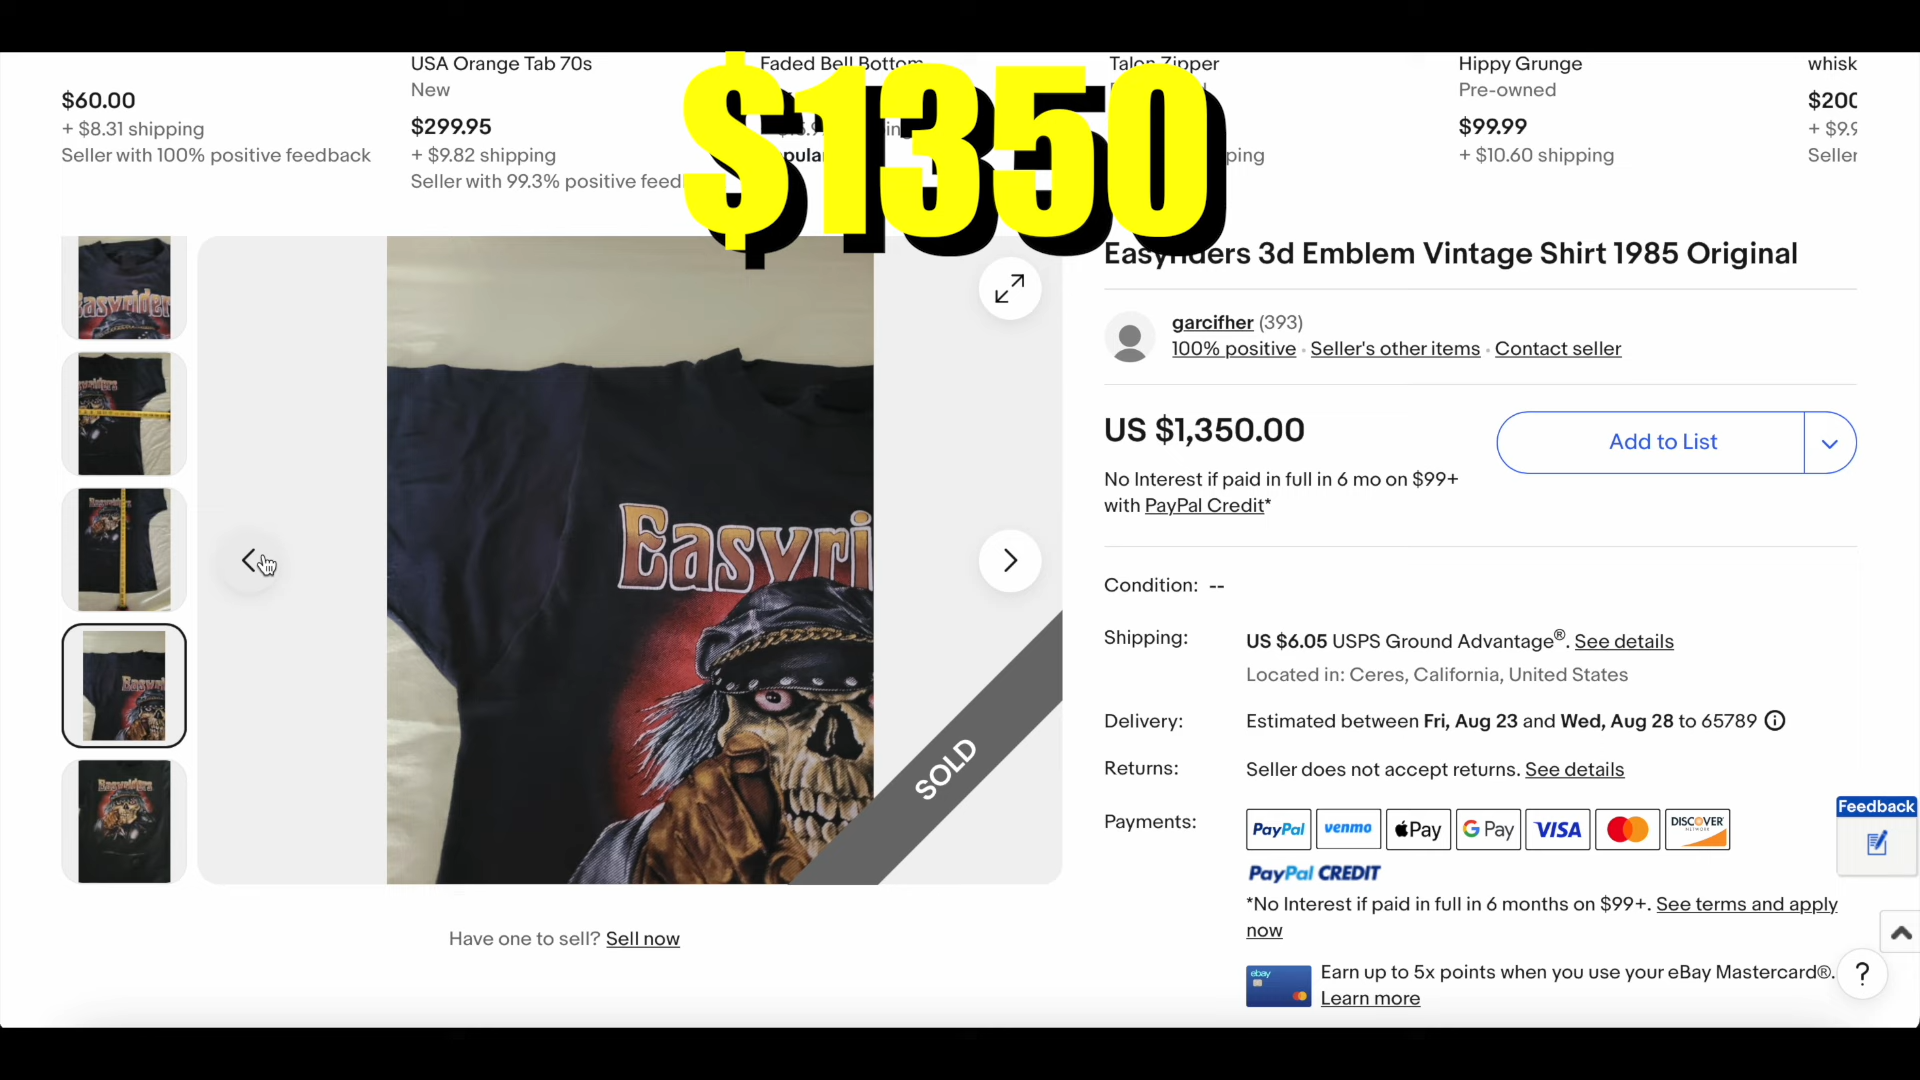 $1350
USA Orange Tab 70s
Faded Bell Bottom
Talon Zipper
Hippy Grunge
whisk
$60.00
New
Pre-owned
$200
+ $8.31 shipping
$299.95
$99.99
+ $9.9
Seller with 100% positive feedback
+ $9.82 shipping
+ $10.60 shipping
Seller
Seller with 99.3% positive feed
Easyriders 3d Emblem Vintage Shirt 1985 Original
garcifher (393)
100% positive · Seller's other items · Contact seller
US $1,350.00
Add to List
No Interest if paid in full in 6 mo on $99+
with PayPal Credit*
Easyri
SOLD
Condition: --
Shipping: US $6.05 USPS Ground Advantage®. See details
Located in: Ceres, California, United States
Delivery: Estimated between Fri, Aug 23 and Wed, Aug 28 to 65789
Returns: Seller does not accept returns. See details
Payments: PayPal venmo Pay G Pay VISA DISCOVER
PayPal CREDIT
*No Interest if paid in full in 6 months on $99+. See terms and apply
now
ebay
Earn up to 5x points when you use your eBay Mastercard®.
Learn more
Have one to sell? Sell now
Feedback
?